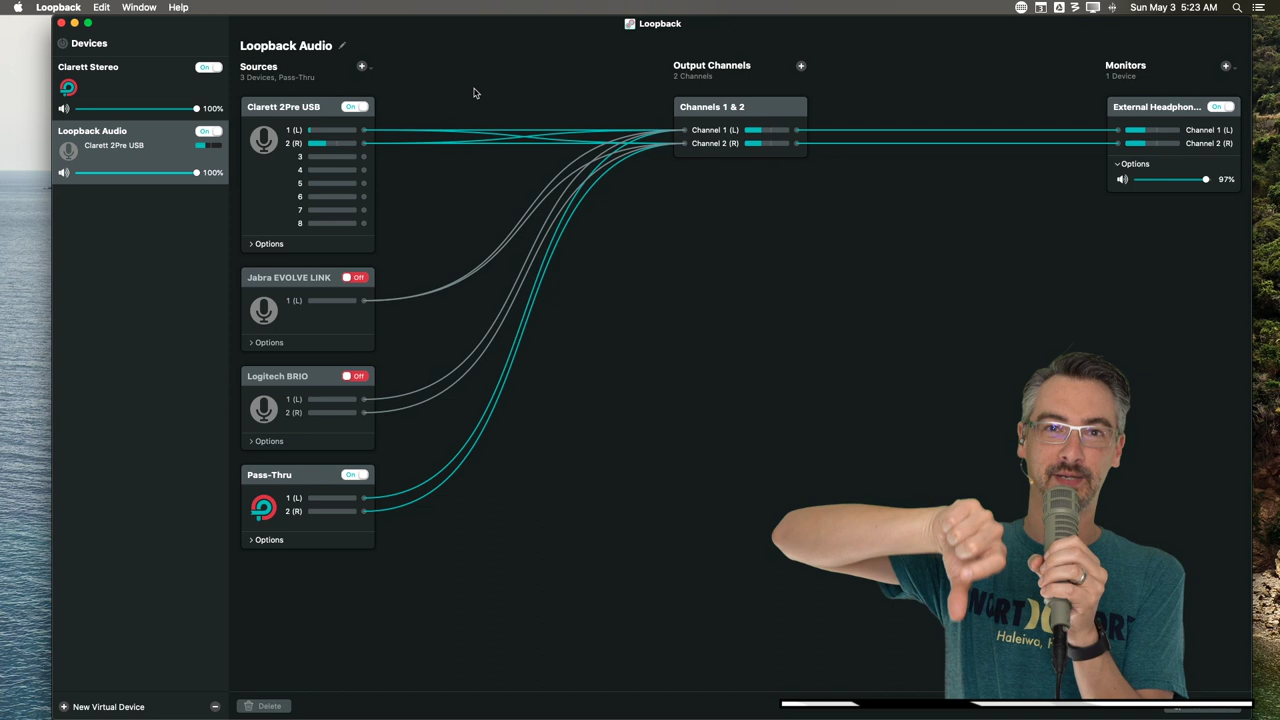 Loopback Edit Window Help
3
Sun May 3 5:23 AM
Loopback
Devices
Clarett Stereo On
100%
Loopback Audio On
Clarett 2Pre USB
100%
New Virtual Device
Loopback Audio
Sources
3 Devices, Pass-Thru
Clarett 2Pre USB On
1 (L)
2 (R)
3
4
5
6
7
8
Options
Jabra EVOLVE LINK Off
1 (L)
Options
Logitech BRIO Off
1 (L)
2 (R)
Options
Pass-Thru On
1 (L)
2 (R)
Options
Delete
Output Channels
2 Channels
Channels 1 & 2
Channel 1 (L)
Channel 2 (R)
Monitors
1 Device
External Headphon... On
Channel 1 (L)
Channel 2 (R)
Options
97%
Haleiwa, H